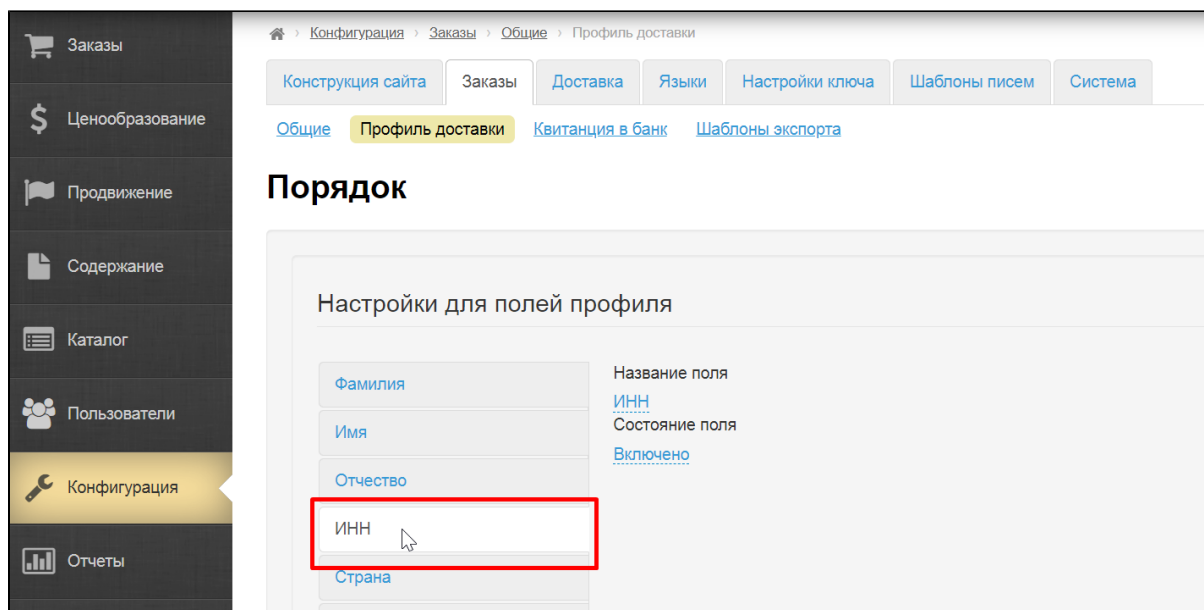 Заказы
Ценообразование
Продвижение
Содержание
Каталог
Пользователи
Конфигурация
Отчеты
Конфигурация › Заказы › Общие › Профиль доставки
Конструкция сайта Заказы Доставка Языки Настройки ключа Шаблоны писем Система
Общие Профиль доставки Квитанция в банк Шаблоны экспорта
Порядок
Настройки для полей профиля
Фамилия
Имя
Отчество
ИНН
Страна
Название поля
ИНН
Состояние поля
Включено